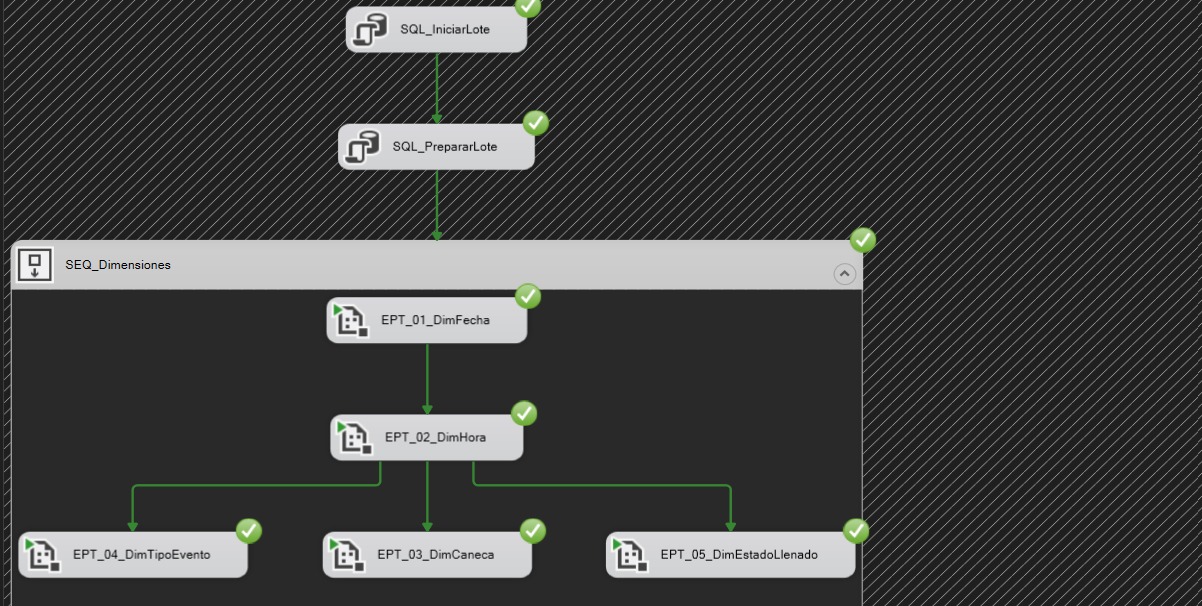 SQL_IniciarLote
SQL_PrepararLote
SEQ_Dimensiones
EPT_01_DimFecha
EPT_02_DimHora
EPT_04_DimTipoEvento
EPT_03_DimCaneca
EPT_05_DimEstadoLlenado